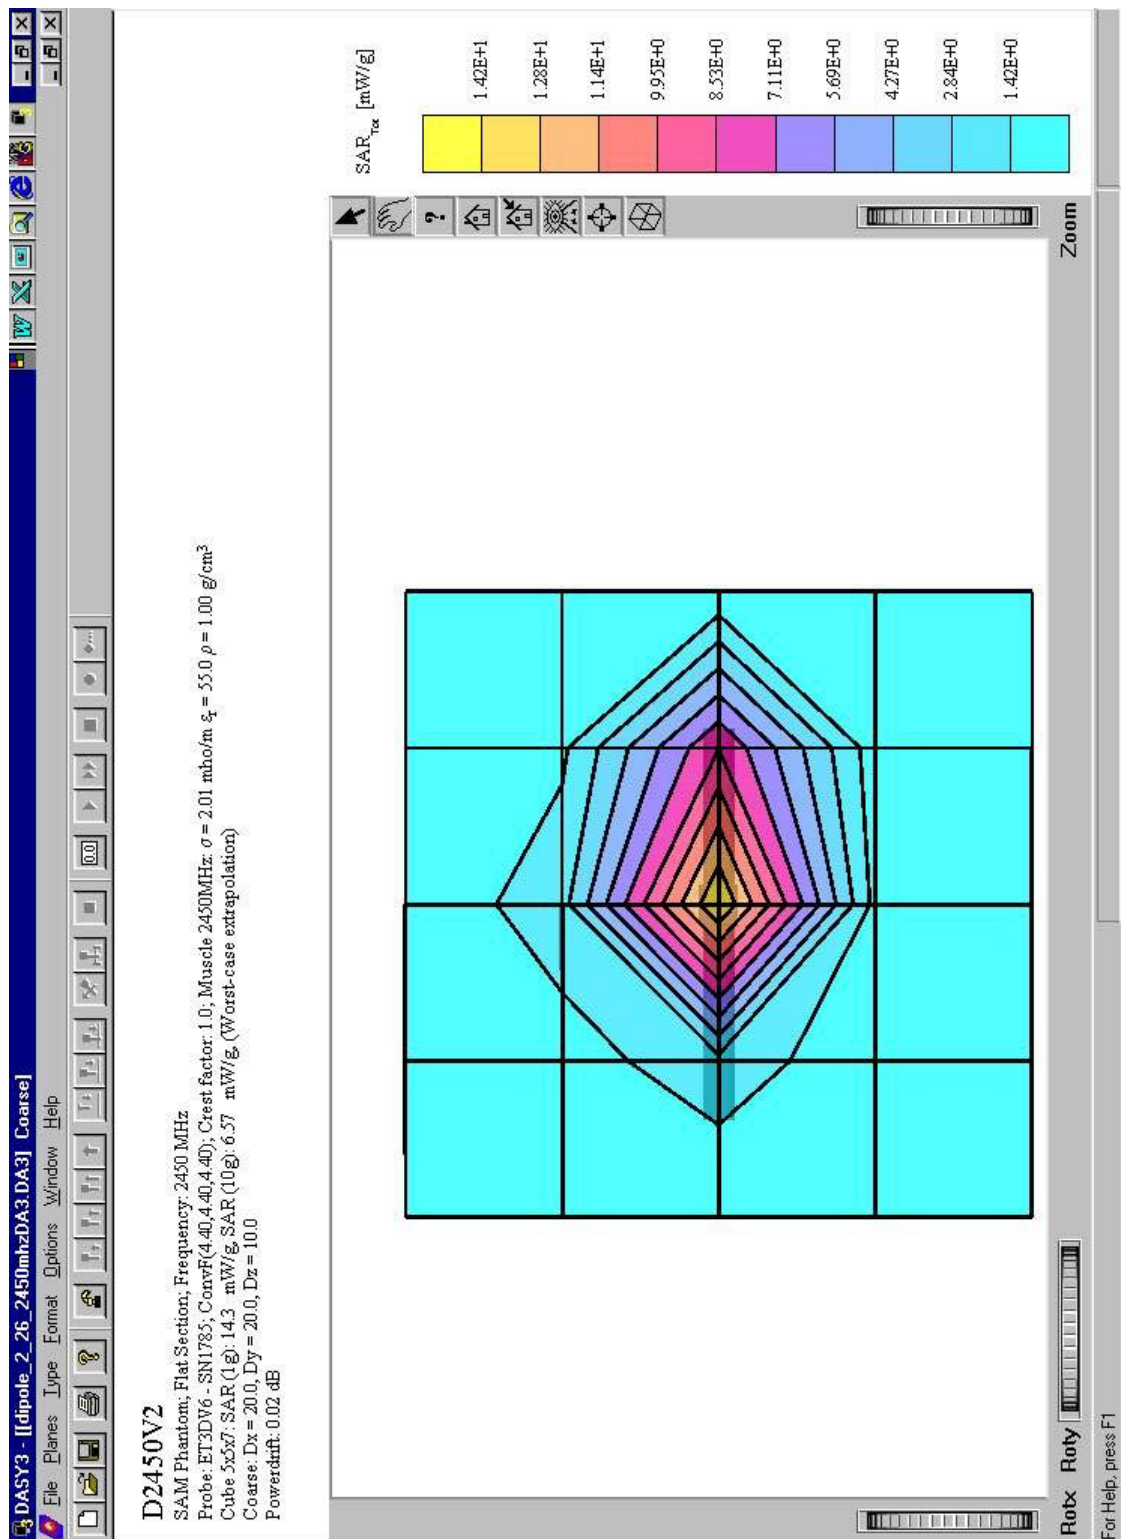 DASY3 - [[dipole_2_26_2450mhzDA3.DA3] Coarse]
File Planes Type Format Options Window Help
0.0
D2450V2
SAM Phantom; Flat Section; Frequency: 2450 MHz
Probe: ET3DV6 - SN1785; ConvF(4.40,4.40,4.40); Crest factor: 1.0; Muscle 2450MHz: σ = 2.01 mho/m εr = 55.0 ρ = 1.00 g/cm³
Cube 5x5x7: SAR (1g): 14.3 mW/g, SAR (10g): 6.57 mW/g, (Worst-case extrapolation)
Coarse: Dx = 20.0, Dy = 20.0, Dz = 10.0
Powerdrift: 0.02 dB
SARTot [mW/g]
1.42E+1
1.28E+1
1.14E+1
9.95E+0
8.53E+0
7.11E+0
5.69E+0
4.27E+0
2.84E+0
1.42E+0
Rotx Roty Zoom
For Help, press F1